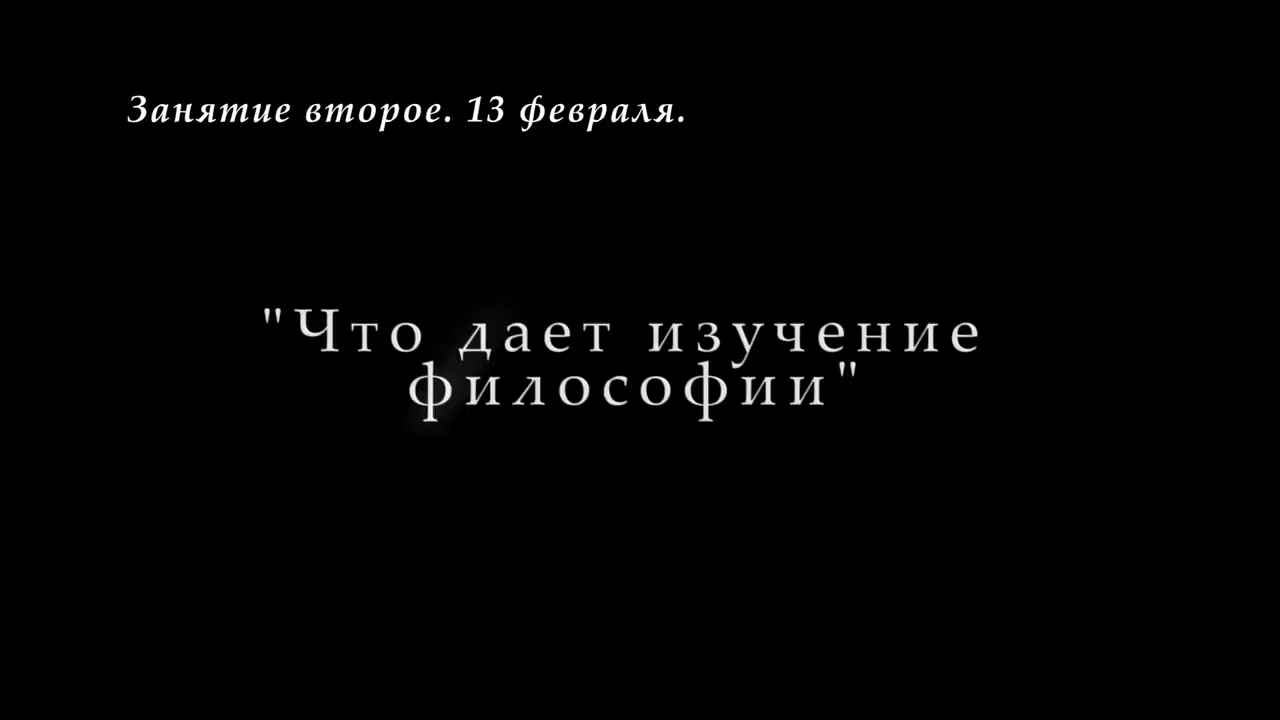 Занятие второе. 13 февраля.
"Что дает изучение
философии"